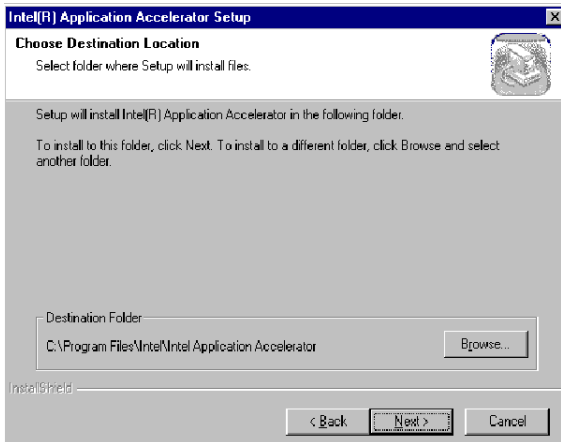 Intel(R) Application Accelerator Setup
Choose Destination Location
Select folder where Setup will install files.
Setup will install Intel(R) Application Accelerator in the following folder.
To install to this folder, click Next. To install to a different folder, click Browse and select
another folder.
Destination Folder
C:\Program Files\Intel\Intel Application Accelerator
Browse...
InstallShield
< Back
Next >
Cancel